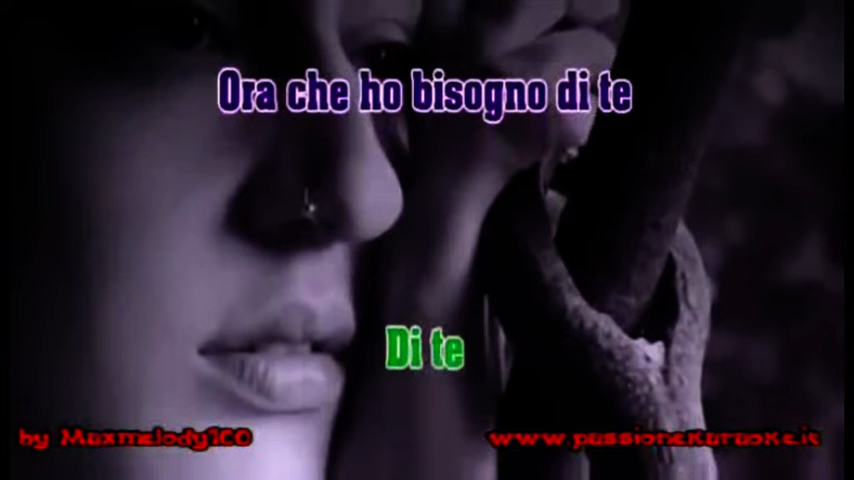 Ora che ho bisogno di te
Di te
by Maxmelody100
www.passionekaraoke.it